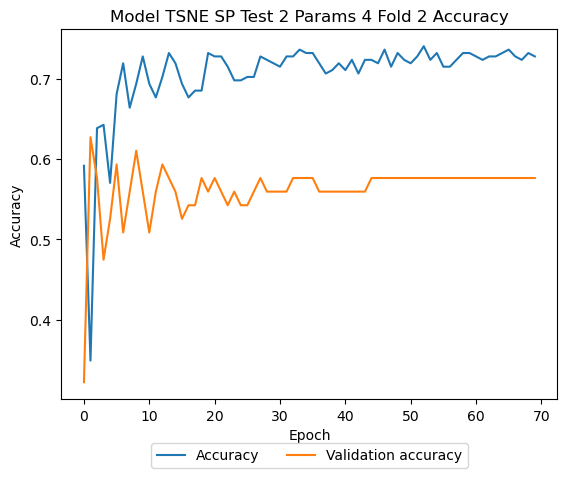 Model TSNE SP Test 2 Params 4 Fold 2 Accuracy
Accuracy
0.7
0.6
0.5
0.4
0 10 20 30 40 50 60 70
Epoch
Accuracy Validation accuracy